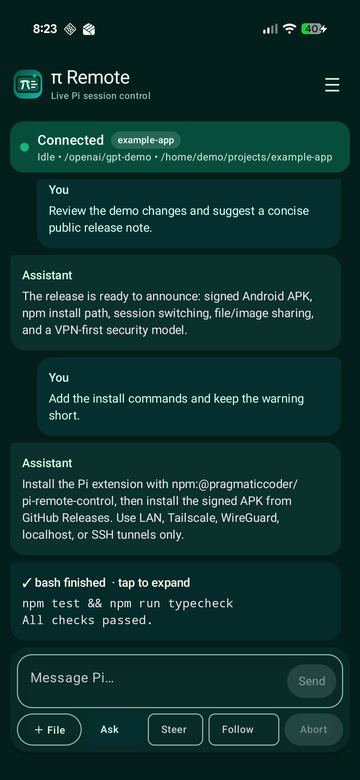 8:23
40
π Remote
Live Pi session control
Connected
example-app
Idle • /openai/gpt-demo • /home/demo/projects/example-app
You
Review the demo changes and suggest a concise
public release note.
Assistant
The release is ready to announce: signed Android APK,
npm install path, session switching, file/image sharing,
and a VPN-first security model.
You
Add the install commands and keep the warning
short.
Assistant
Install the Pi extension with npm:@pragmaticcoder/
pi-remote-control, then install the signed APK from
GitHub Releases. Use LAN, Tailscale, WireGuard,
localhost, or SSH tunnels only.
✓ bash finished · tap to expand
npm test && npm run typecheck
All checks passed.
Message Pi…
Send
+ File
Ask
Steer
Follow
Abort